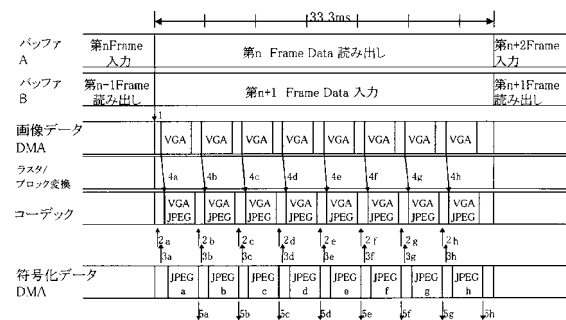 33.3ms
バッファ
A
第nFrame
入力
第n Frame Data 読み出し
第n+2Frame
入力
バッファ
B
第n−1Frame
読み出し
第n+1 Frame Data 入力
第n+1Frame
読み出し
1
画像データ
DMA
VGA VGA VGA VGA VGA VGA VGA VGA
ラスタ/
ブロック変換
4a 4b 4c 4d 4e 4f 4g 4h
コーデック
VGA VGA VGA VGA VGA VGA VGA VGA
JPEG JPEG JPEG JPEG JPEG JPEG JPEG JPEG
2a 2b 2c 2d 2e 2f 2g 2h
3a 3b 3c 3d 3e 3f 3g 3h
符号化データ
DMA
JPEG JPEG JPEG JPEG JPEG JPEG JPEG JPEG
a b c d e f g h
5a 5b 5c 5d 5e 5f 5g 5h